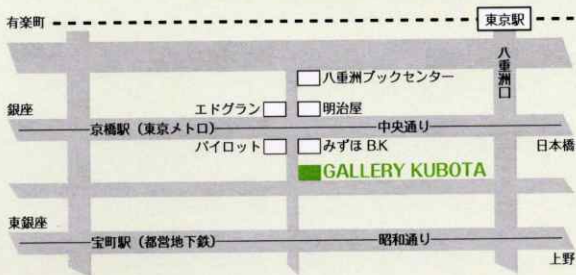 有楽町
東京駅
八重洲口
八重洲ブックセンター
銀座
エドグラン
明治屋
京橋駅(東京メトロ)
中央通り
パイロット
みずほ B.K
日本橋
GALLERY KUBOTA
東銀座
宝町駅(都営地下鉄)
昭和通り
上野